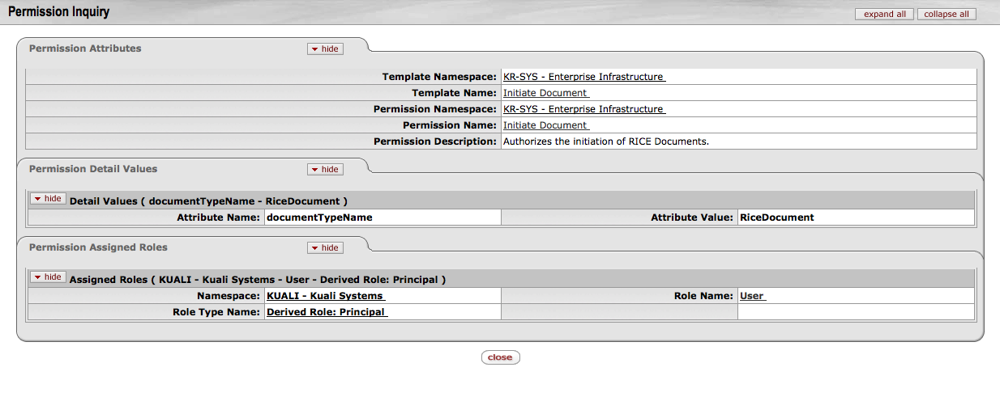 Permission Inquiry
expand all collapse all
Permission Attributes hide
Template Namespace: KR-SYS - Enterprise Infrastructure
Template Name: Initiate Document
Permission Namespace: KR-SYS - Enterprise Infrastructure
Permission Name: Initiate Document
Permission Description: Authorizes the initiation of RICE Documents.
Permission Detail Values hide
hide Detail Values ( documentTypeName - RiceDocument )
Attribute Name: documentTypeName Attribute Value: RiceDocument
Permission Assigned Roles hide
hide Assigned Roles ( KUALI - Kuali Systems - User - Derived Role: Principal )
Namespace: KUALI - Kuali Systems Role Name: User
Role Type Name: Derived Role: Principal
close